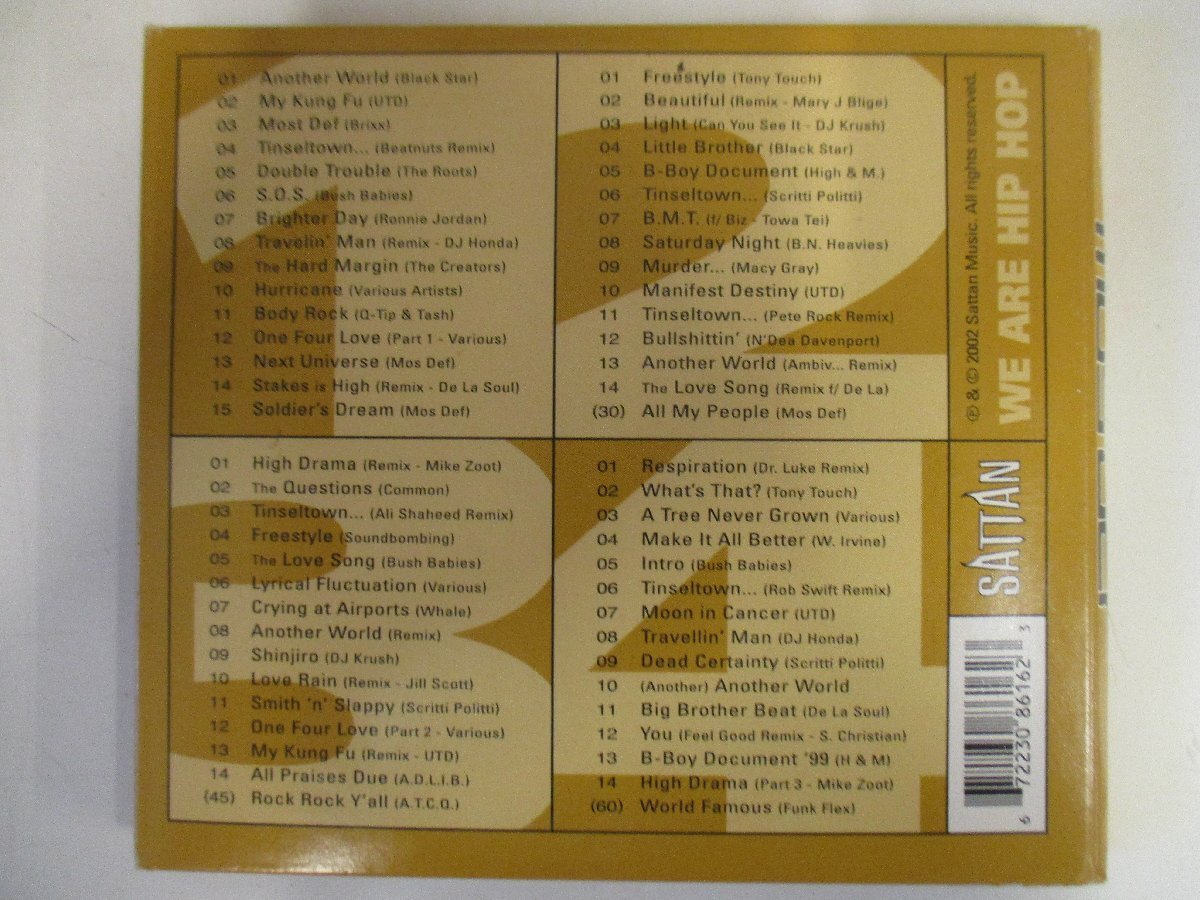 01 Another World (Black Star)
02 My Kung Fu (UTD)
03 Most Def (Brixx)
04 Tinseltown... (Beatnuts Remix)
05 Double Trouble (The Roots)
06 S.O.S. (Bush Babies)
07 Brighter Day (Ronnie Jordan)
08 Travelin' Man (Remix - DJ Honda)
09 The Hard Margin (The Creators)
10 Hurricane (Various Artists)
11 Body Rock (Q-Tip & Tash)
12 One Four Love (Part 1 - Various)
13 Next Universe (Mos Def)
14 Stakes is High (Remix - De La Soul)
15 Soldier's Dream (Mos Def)
01 Freestyle (Tony Touch)
02 Beautiful (Remix - Mary J Blige)
03 Light (Can You See It - DJ Krush)
04 Little Brother (Black Star)
05 B-Boy Document (High & M.)
06 Tinseltown... (Scritti Politti)
07 B.M.T. (f/ Biz - Towa Tei)
08 Saturday Night (B.N. Heavies)
09 Murder... (Macy Gray)
10 Manifest Destiny (UTD)
11 Tinseltown... (Pete Rock Remix)
12 Bullshittin' (N'Dea Davenport)
13 Another World (Ambiv... Remix)
14 The Love Song (Remix f/ De La)
(30) All My People (Mos Def)
01 High Drama (Remix - Mike Zoot)
02 The Questions (Common)
03 Tinseltown... (Ali Shaheed Remix)
04 Freestyle (Soundbombing)
05 The Love Song (Bush Babies)
06 Lyrical Fluctuation (Various)
07 Crying at Airports (Whale)
08 Another World (Remix)
09 Shinjiro (DJ Krush)
10 Love Rain (Remix - Jill Scott)
11 Smith 'n' Slappy (Scritti Politti)
12 One Four Love (Part 2 - Various)
13 My Kung Fu (Remix - UTD)
14 All Praises Due (A.D.L.I.B.)
(45) Rock Rock Y'all (A.T.C.Q.)
01 Respiration (Dr. Luke Remix)
02 What's That? (Tony Touch)
03 A Tree Never Grown (Various)
04 Make It All Better (W. Irvine)
05 Intro (Bush Babies)
06 Tinseltown... (Rob Swift Remix)
07 Moon in Cancer (UTD)
08 Travellin' Man (DJ Honda)
09 Dead Certainty (Scritti Politti)
10 (Another) Another World
11 Big Brother Beat (De La Soul)
12 You (Feel Good Remix - S. Christian)
13 B-Boy Document '99 (H & M)
14 High Drama (Part 3 - Mike Zoot)
(60) World Famous (Funk Flex)
1
2
3
4
℗ & © 2002 Sattan Music. All rights reserved.
WE ARE HIP HOP
SATTAN
6 72230 86162 3